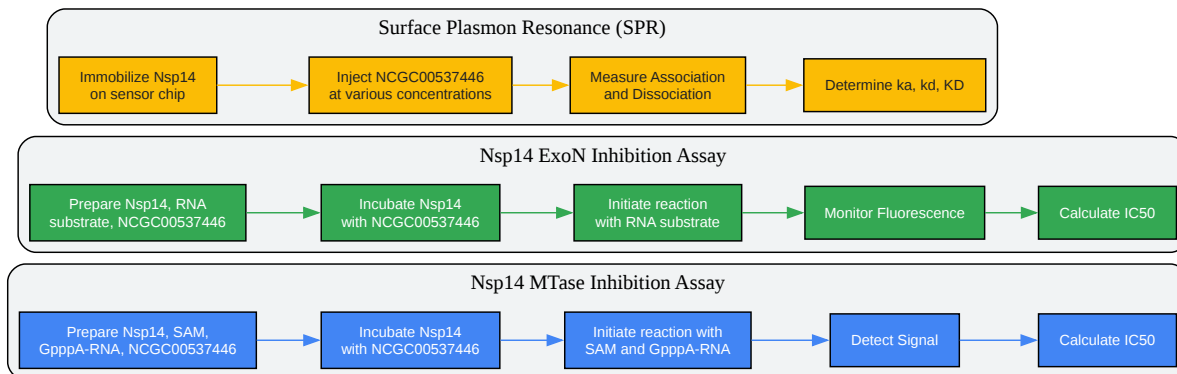 Surface Plasmon Resonance (SPR)
Immobilize Nsp14
on sensor chip
Inject NCGC00537446
at various concentrations
Measure Association
and Dissociation
Determine ka, kd, KD
Nsp14 ExoN Inhibition Assay
Prepare Nsp14, RNA
substrate, NCGC00537446
Incubate Nsp14
with NCGC00537446
Initiate reaction
with RNA substrate
Monitor Fluorescence
Calculate IC50
Nsp14 MTase Inhibition Assay
Prepare Nsp14, SAM,
GpppA-RNA, NCGC00537446
Incubate Nsp14
with NCGC00537446
Initiate reaction with
SAM and GpppA-RNA
Detect Signal
Calculate IC50